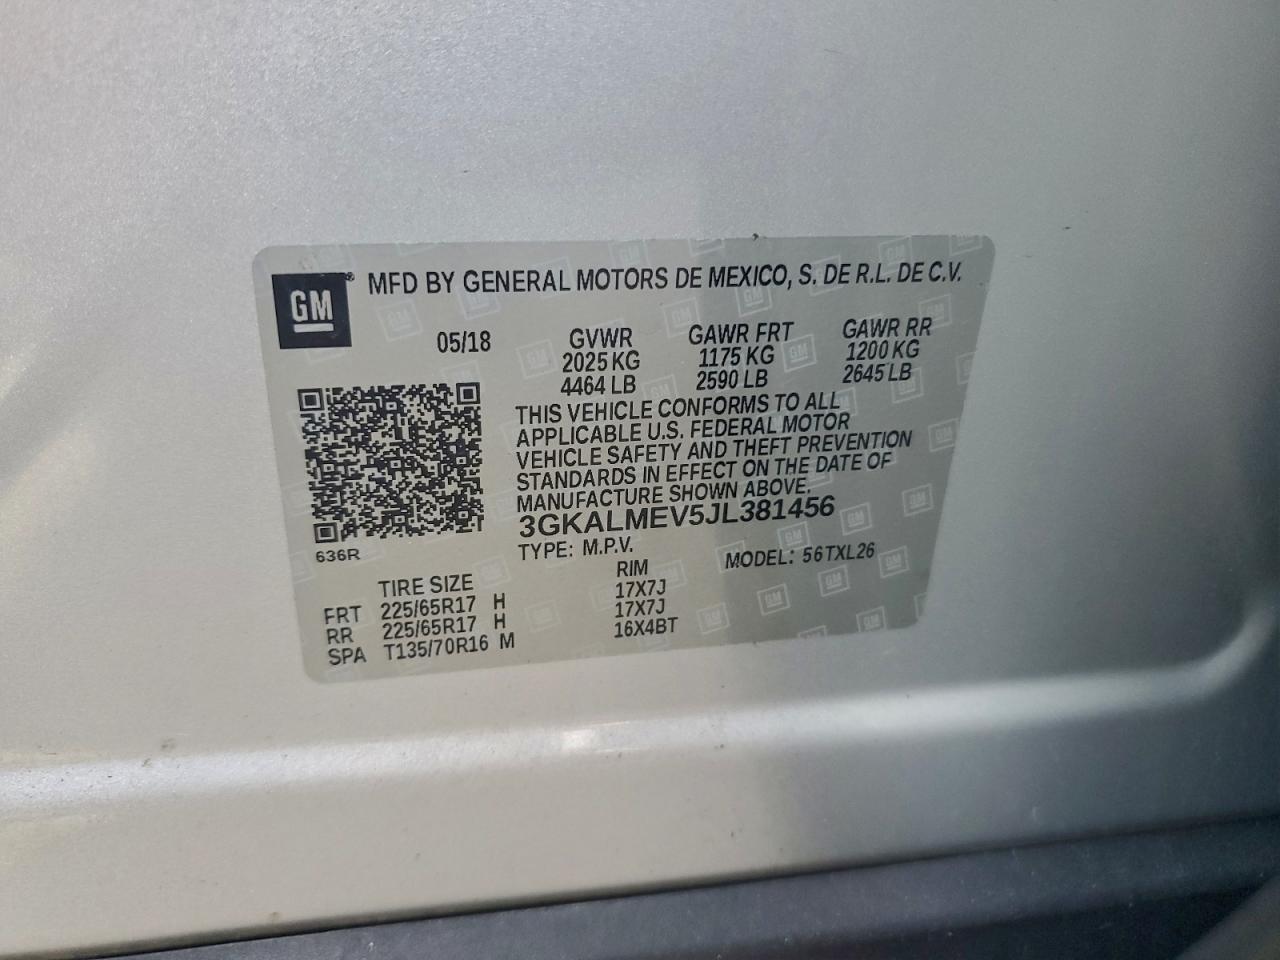 GM® MFD BY GENERAL MOTORS DE MEXICO, S. DE R.L. DE C.V.
05/18 GVWR GAWR FRT GAWR RR
2025 KG 1175 KG 1200 KG
4464 LB 2590 LB 2645 LB
THIS VEHICLE CONFORMS TO ALL
APPLICABLE U.S. FEDERAL MOTOR
VEHICLE SAFETY AND THEFT PREVENTION
STANDARDS IN EFFECT ON THE DATE OF
MANUFACTURE SHOWN ABOVE.
3GKALMEV5JL381456
636R
TYPE: M.P.V. MODEL: 56TXL26
TIRE SIZE RIM
FRT 225/65R17 H 17X7J
RR 225/65R17 H 17X7J
SPA T135/70R16 M 16X4BT